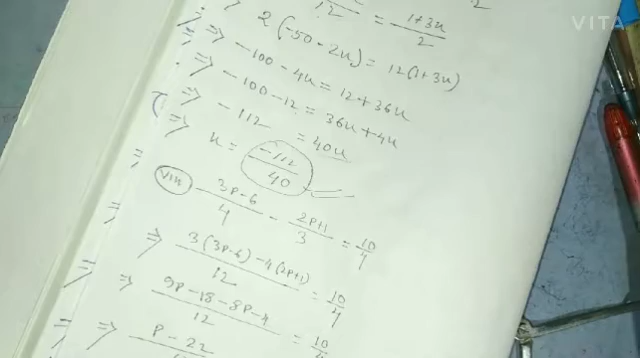 VITA
12 = 1+3u / 2
2(-50-2u) = 12(1+3u)
⇒ -100-4u = 12+36u
⇒ -100-12 = 36u+4u
⇒ -112 = 40u
⇒ u = -112/40
(viii) 3P-6/4 - 2P+1/3 = 10/4
⇒ 3(3P-6)-4(2P+1)/12 = 10/4
⇒ 9P-18-8P-4/12 = 10/4
⇒ P-22